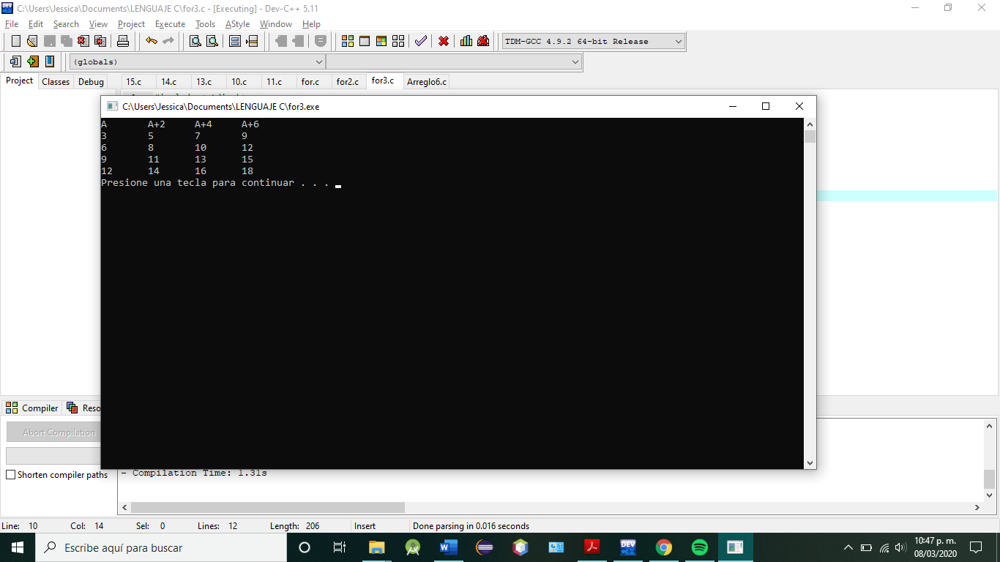 C:\Users\Jessica\Documents\LENGUAJE C\for3.c - [Executing] - Dev-C++ 5.11
File Edit Search View Project Execute Tools AStyle Window Help
TDM-GCC 4.9.2 64-bit Release
(globals)
Project Classes Debug 15.c 14.c 13.c 10.c 11.c for.c for2.c for3.c Arreglo6.c
C:\Users\Jessica\Documents\LENGUAJE C\for3.exe
A A+2 A+4 A+6
3 5 7 9
6 8 10 12
9 11 13 15
12 14 16 18
Presione una tecla para continuar . . .
Compiler Reso
Abort Compilation
Shorten compiler paths
- Compilation Time: 1.31s
Line: 10 Col: 14 Sel: 0 Lines: 12 Length: 206 Insert Done parsing in 0.016 seconds
Escribe aquí para buscar
10:47 p. m.
08/03/2020